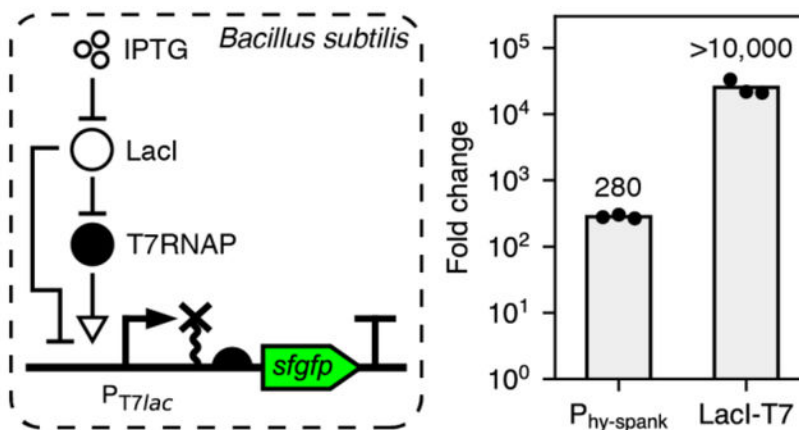 IPTG
Bacillus subtilis
LacI
T7RNAP
sfgfp
PT7lac
Fold change
10⁵
10⁴
10³
10²
10¹
10⁰
280
>10,000
Phy-spank
LacI-T7